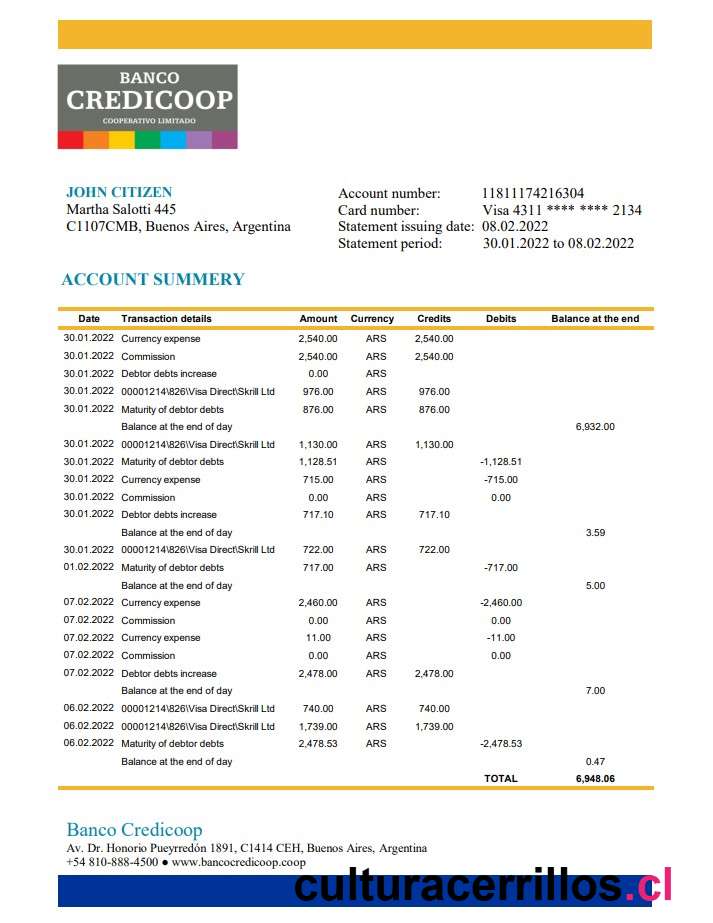 BANCO
CREDICOOP
COOPERATIVO LIMITADO
JOHN CITIZEN
Martha Salotti 445
C1107CMB, Buenos Aires, Argentina
Account number: 11811174216304
Card number: Visa 4311 **** **** 2134
Statement issuing date: 08.02.2022
Statement period: 30.01.2022 to 08.02.2022
ACCOUNT SUMMERY
Date Transaction details Amount Currency Credits Debits Balance at the end
30.01.2022 Currency expense 2,540.00 ARS 2,540.00
30.01.2022 Commission 2,540.00 ARS 2,540.00
30.01.2022 Debtor debts increase 0.00 ARS
30.01.2022 00001214\826\Visa Direct\Skrill Ltd 976.00 ARS 976.00
30.01.2022 Maturity of debtor debts 876.00 ARS 876.00
Balance at the end of day 6,932.00
30.01.2022 00001214\826\Visa Direct\Skrill Ltd 1,130.00 ARS 1,130.00
30.01.2022 Maturity of debtor debts 1,128.51 ARS -1,128.51
30.01.2022 Currency expense 715.00 ARS -715.00
30.01.2022 Commission 0.00 ARS 0.00
30.01.2022 Debtor debts increase 717.10 ARS 717.10
Balance at the end of day 3.59
30.01.2022 00001214\826\Visa Direct\Skrill Ltd 722.00 ARS 722.00
01.02.2022 Maturity of debtor debts 717.00 ARS -717.00
Balance at the end of day 5.00
07.02.2022 Currency expense 2,460.00 ARS -2,460.00
07.02.2022 Commission 0.00 ARS 0.00
07.02.2022 Currency expense 11.00 ARS -11.00
07.02.2022 Commission 0.00 ARS 0.00
07.02.2022 Debtor debts increase 2,478.00 ARS 2,478.00
Balance at the end of day 7.00
06.02.2022 00001214\826\Visa Direct\Skrill Ltd 740.00 ARS 740.00
06.02.2022 00001214\826\Visa Direct\Skrill Ltd 1,739.00 ARS 1,739.00
06.02.2022 Maturity of debtor debts 2,478.53 ARS -2,478.53
Balance at the end of day 0.47
TOTAL 6,948.06
Banco Credicoop
Av. Dr. Honorio Pueyrredón 1891, C1414 CEH, Buenos Aires, Argentina
+54 810-888-4500 ● www.bancocredicoop.coop
culturacerrillos.cl